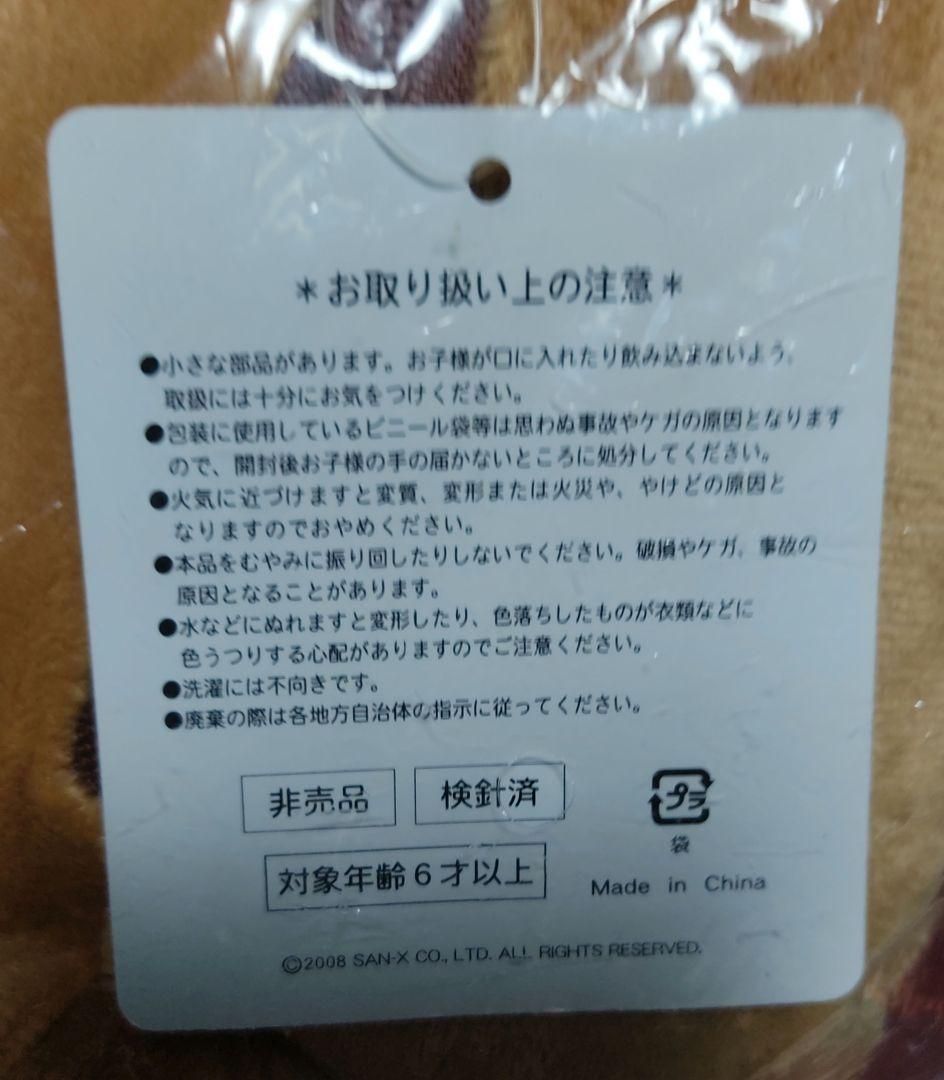 ＊お取り扱い上の注意＊
●小さな部品があります。お子様が口に入れたり飲み込まないよう、
取扱には十分にお気をつけください。
●包装に使用しているビニール袋等は思わぬ事故やケガの原因となります
ので、開封後お子様の手の届かないところに処分してください。
●火気に近づけますと変質、変形または火災や、やけどの原因と
なりますのでおやめください。
●本品をむやみに振り回したりしないでください。破損やケガ、事故の
原因となることがあります。
●水などにぬれますと変形したり、色落ちしたものが衣類などに
色うつりする心配がありますのでご注意ください。
●洗濯には不向きです。
●廃棄の際は各地方自治体の指示に従ってください。
非売品 検針済 プラ
袋
対象年齢6才以上 Made in China
©2008 SAN-X CO., LTD. ALL RIGHTS RESERVED.